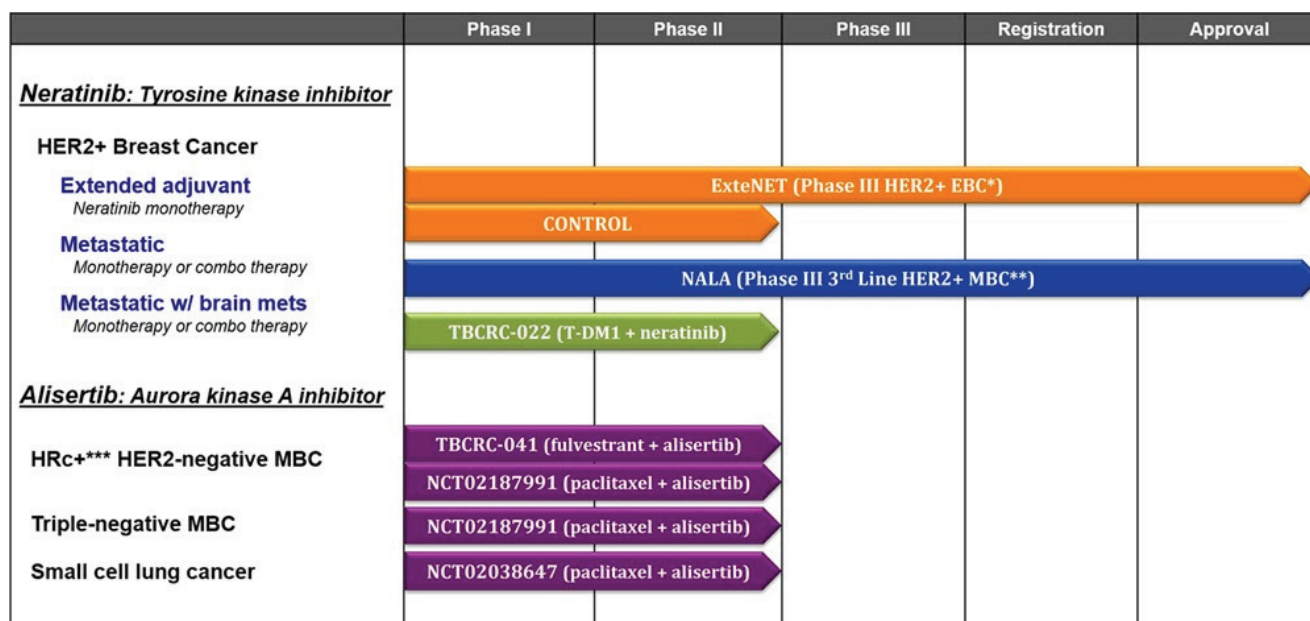 Phase I Phase II Phase III Registration Approval
Neratinib: Tyrosine kinase inhibitor
HER2+ Breast Cancer
Extended adjuvant
Neratinib monotherapy
ExteNET (Phase III HER2+ EBC*)
CONTROL
Metastatic
Monotherapy or combo therapy
NALA (Phase III 3rd Line HER2+ MBC**)
Metastatic w/ brain mets
Monotherapy or combo therapy
TBCRC-022 (T-DM1 + neratinib)
Alisertib: Aurora kinase A inhibitor
HRc+*** HER2-negative MBC
TBCRC-041 (fulvestrant + alisertib)
NCT02187991 (paclitaxel + alisertib)
Triple-negative MBC
NCT02187991 (paclitaxel + alisertib)
Small cell lung cancer
NCT02038647 (paclitaxel + alisertib)